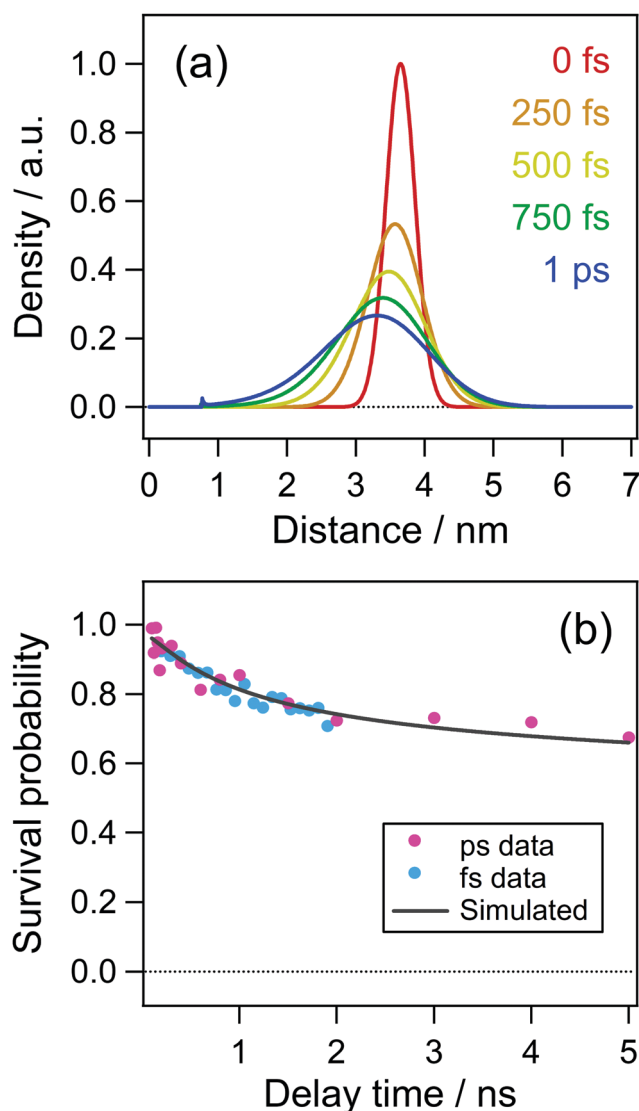 (a)
0 fs
250 fs
500 fs
750 fs
1 ps
1.0
0.8
0.6
0.4
0.2
0.0
Density / a.u.
0 1 2 3 4 5 6 7
Distance / nm
(b)
1.0
0.8
0.6
0.4
0.2
0.0
Survival probability
ps data
fs data
Simulated
1 2 3 4 5
Delay time / ns